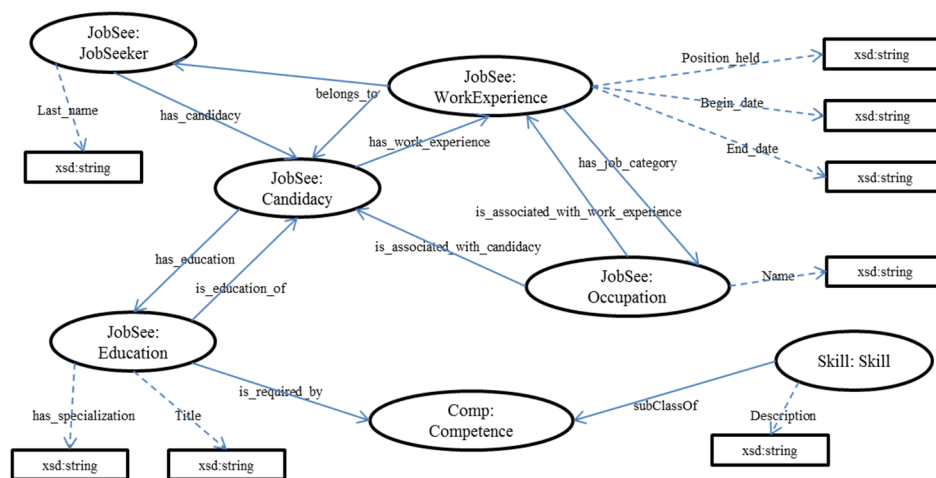 JobSee:
JobSeeker
Last_name
xsd:string
has_candidacy
belongs_to
JobSee:
WorkExperience
Position_held
xsd:string
Begin_date
xsd:string
End_date
xsd:string
has_work_experience
has_job_category
JobSee:
Candidacy
is_associated_with_work_experience
is_associated_with_candidacy
has_education
is_education_of
JobSee:
Occupation
Name
xsd:string
JobSee:
Education
is_required_by
has_specialization
Title
xsd:string
xsd:string
Comp:
Competence
subClassOf
Skill: Skill
Description
xsd:string